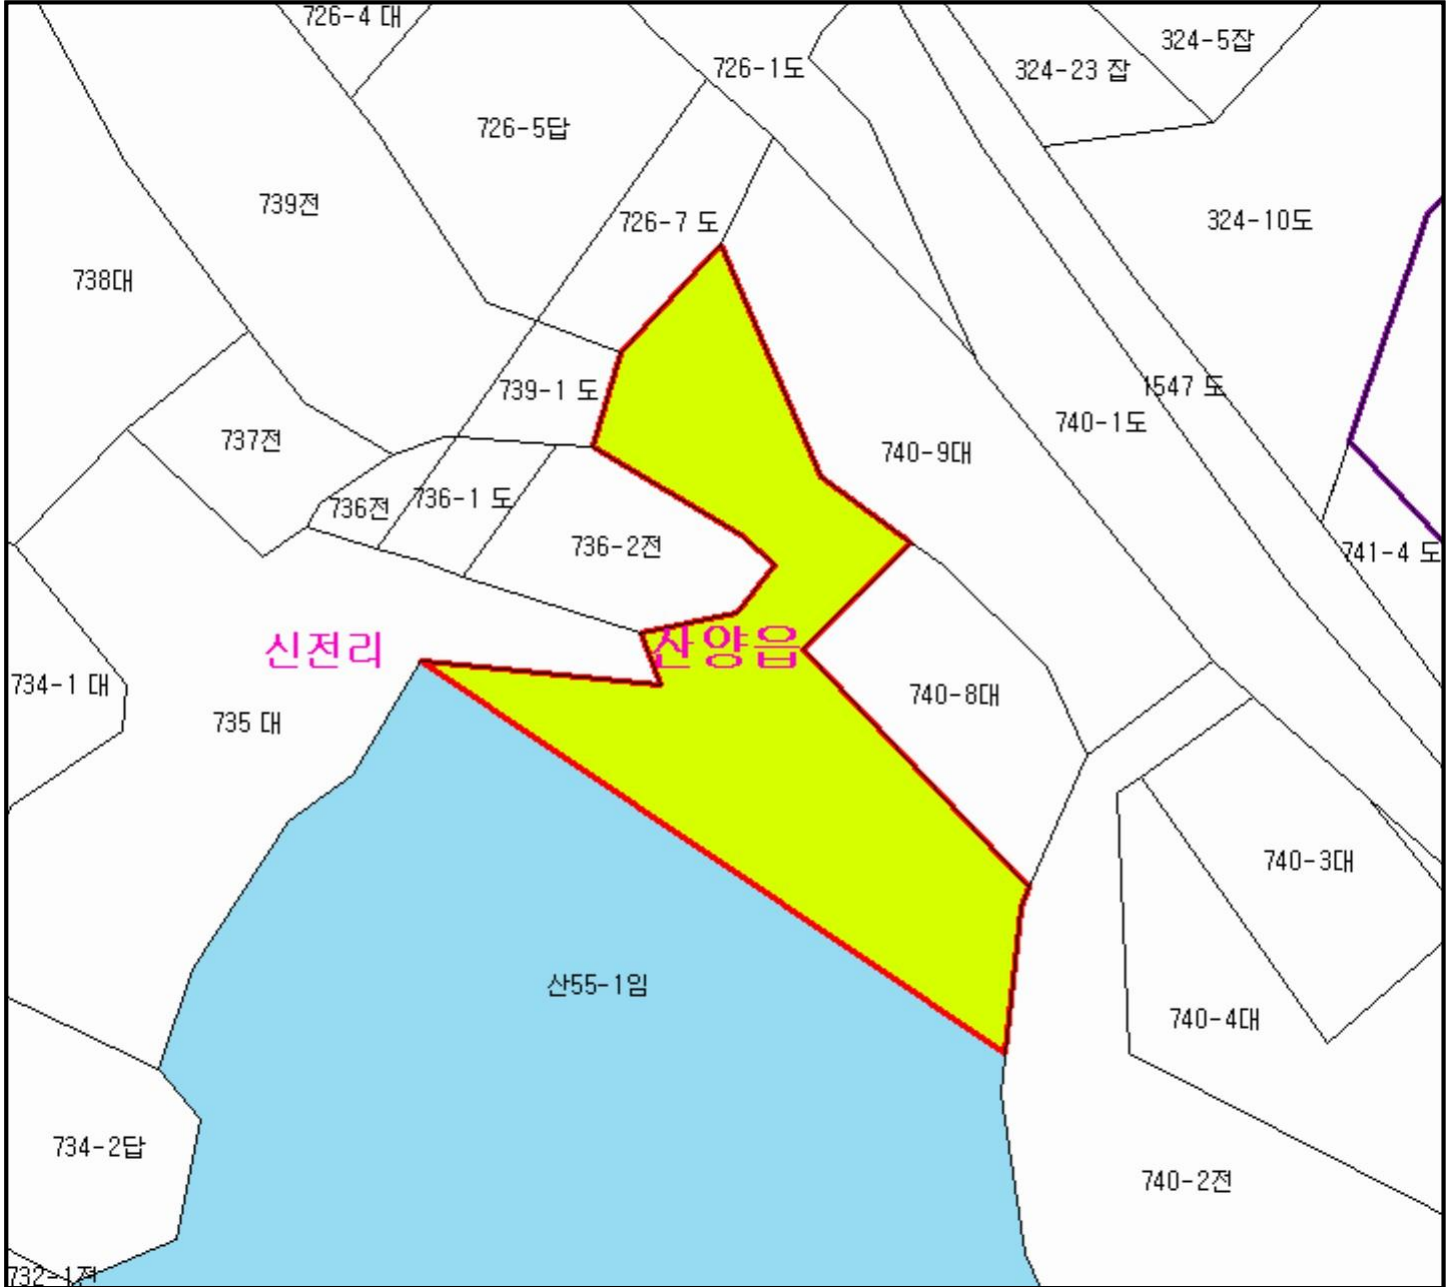 726-4 대
324-5잡
726-1도
324-23 잡
726-5답
739전
726-7 도
324-10도
738대
1547 도
739-1 도
740-1도
737전
740-9대
736-1 도
736전
736-2전
741-4 도
신전리
산양읍
734-1 대
740-8대
735 대
740-3대
산55-1임
740-4대
734-2답
740-2전
732-1전